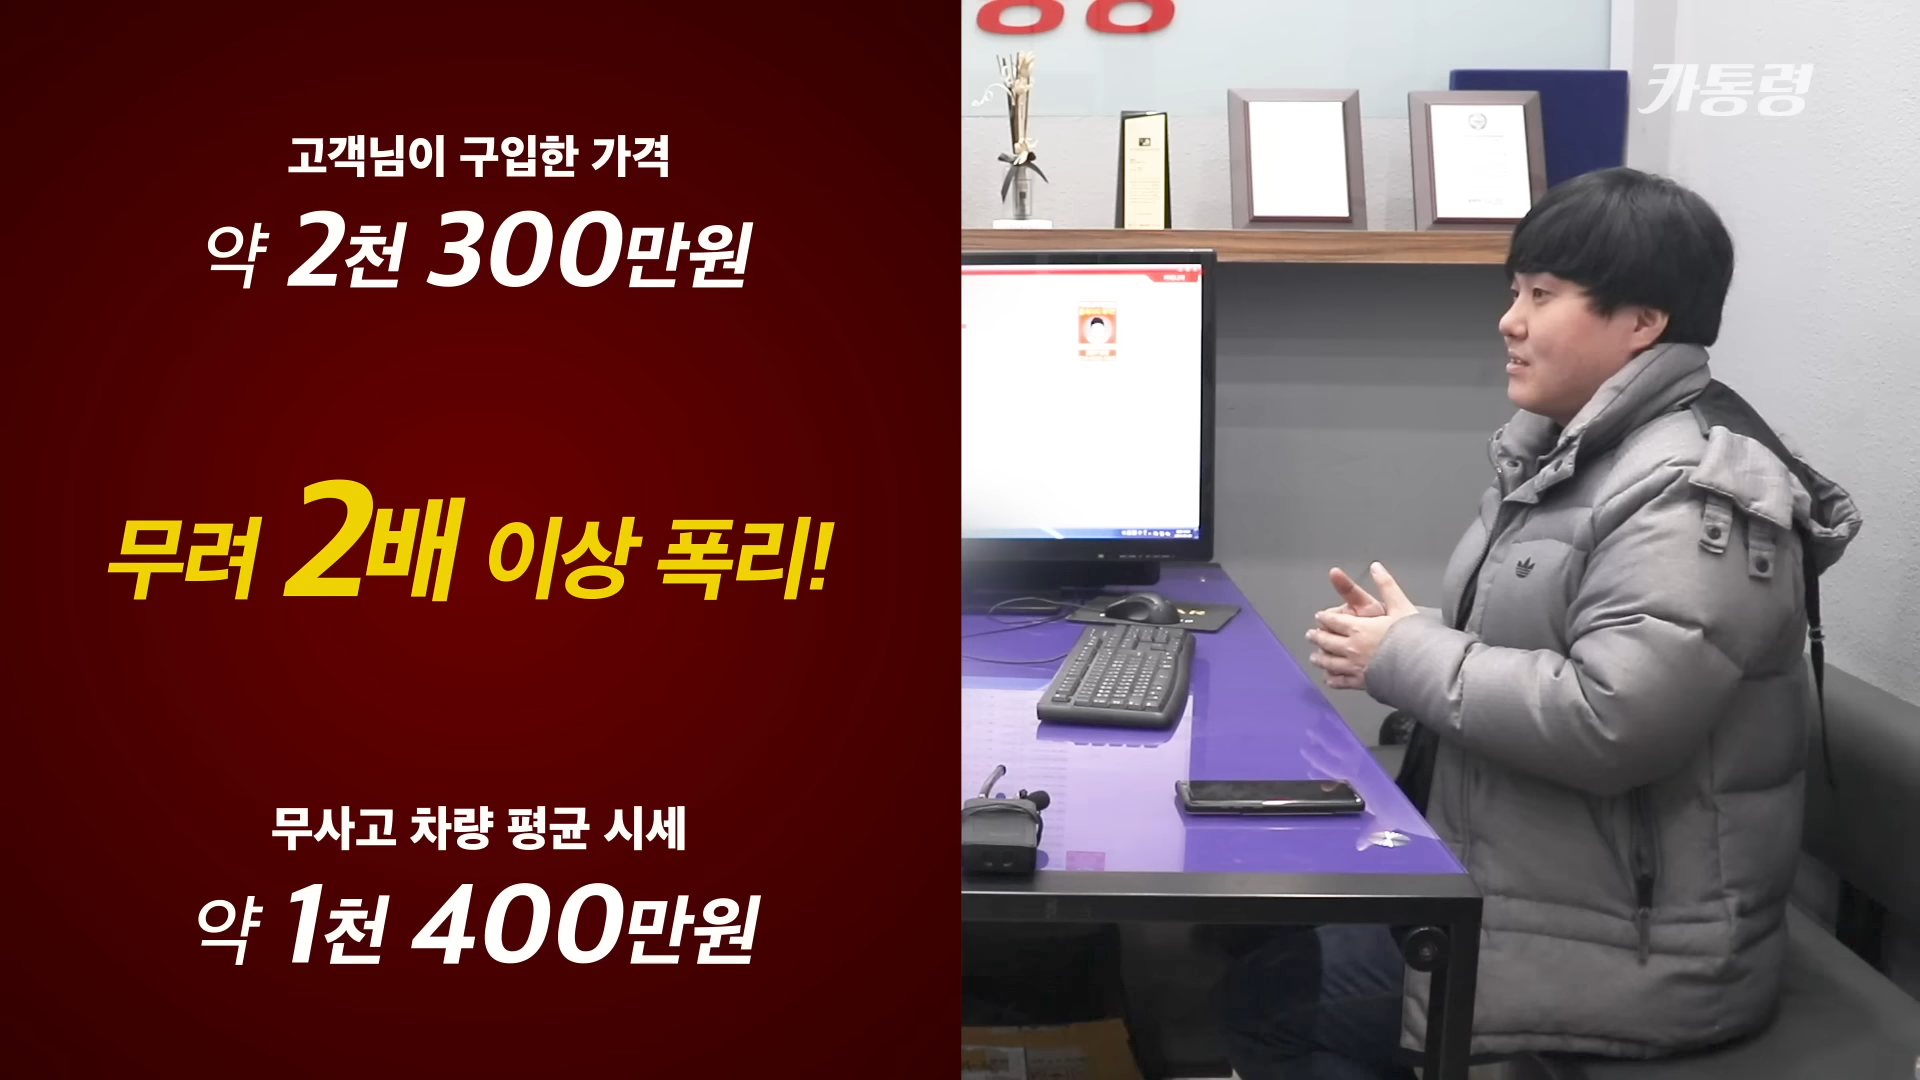 고객님이 구입한 가격
약 2천 300만원
무려 2배 이상 폭리!
무사고 차량 평균 시세
약 1천 400만원
카통령